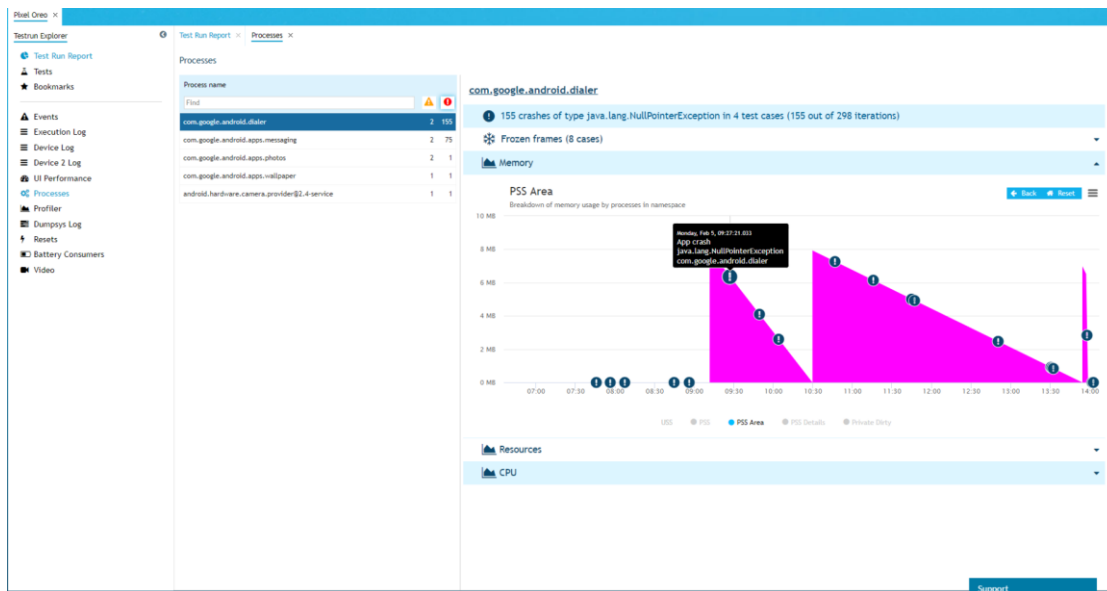 Pixel Oreo ×
Testrun Explorer
Test Run Report
Tests
Bookmarks
Events
Execution Log
Device Log
Device 2 Log
UI Performance
Processes
Profiler
Dumpsys Log
Resets
Battery Consumers
Video
Test Run Report × Processes ×
Processes
Process name
Find
com.google.android.dialer 2 155
com.google.android.apps.messaging 2 75
com.google.android.apps.photos 2 1
com.google.android.apps.wallpaper 1 1
android.hardware.camera.provider@2.4-service 1 1
com.google.android.dialer
155 crashes of type java.lang.NullPointerException in 4 test cases (155 out of 298 iterations)
Frozen frames (8 cases)
Memory
PSS Area
Breakdown of memory usage by processes in namespace
Back Reset
10 MB
8 MB
6 MB
4 MB
2 MB
0 MB
Monday, Feb 5, 09:27:21.033
App crash
java.lang.NullPointerException
com.google.android.dialer
07:00 07:30 08:00 08:30 09:00 09:30 10:00 10:30 11:00 11:30 12:00 12:30 13:00 13:30 14:00
USS PSS PSS Area PSS Details Private Dirty
Resources
CPU
Support